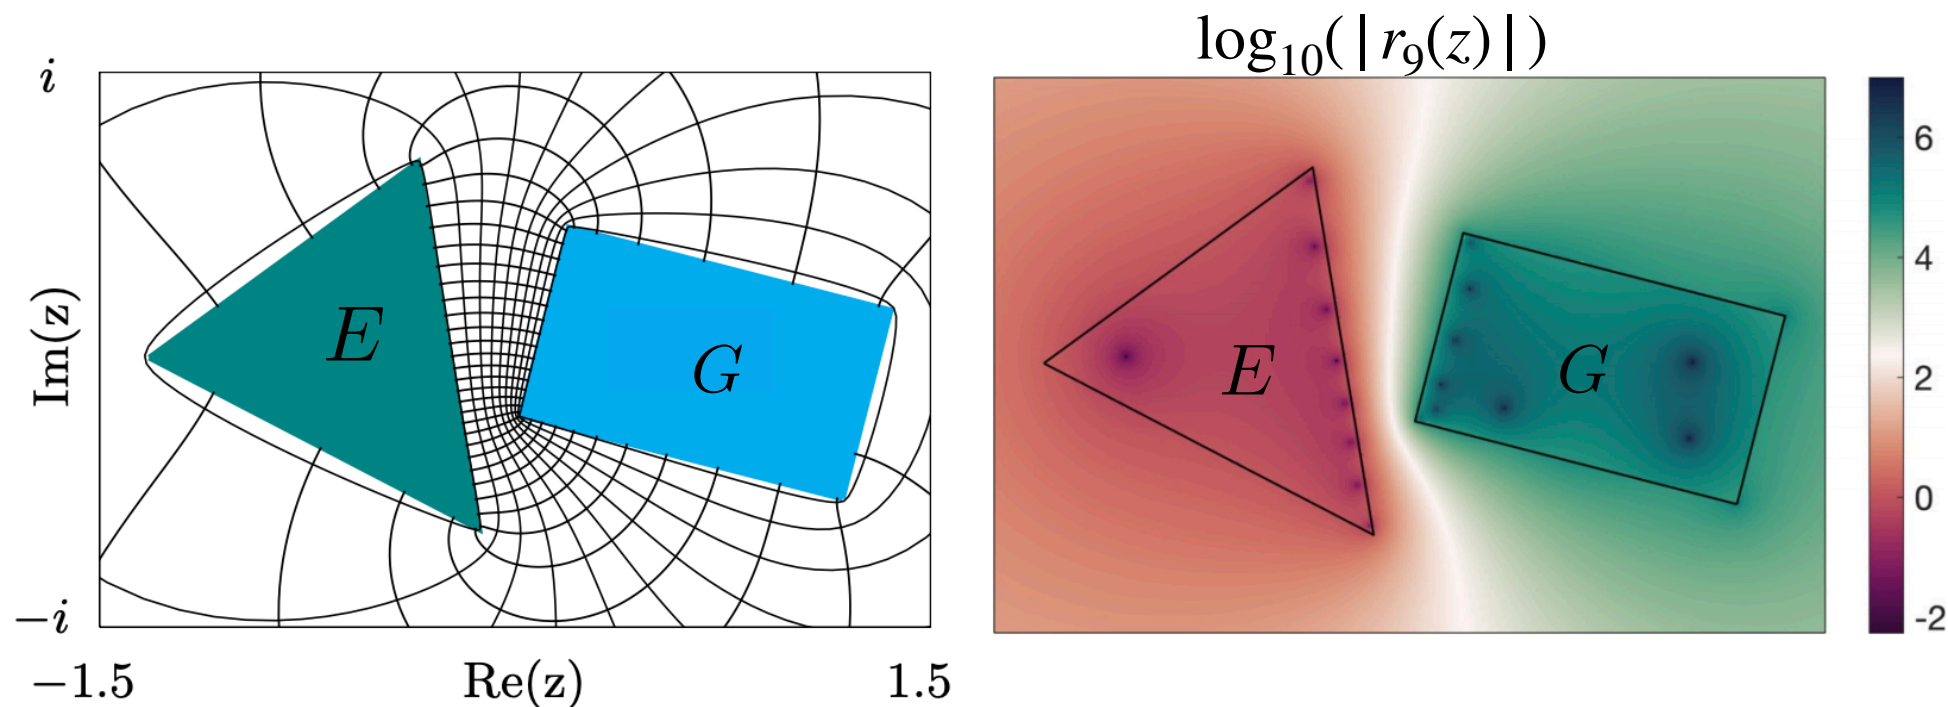 log₁₀(|r₉(z)|)
i
6
4
E
E
Im(z)
G
G
2
0
−i
-2
−1.5
Re(z)
1.5